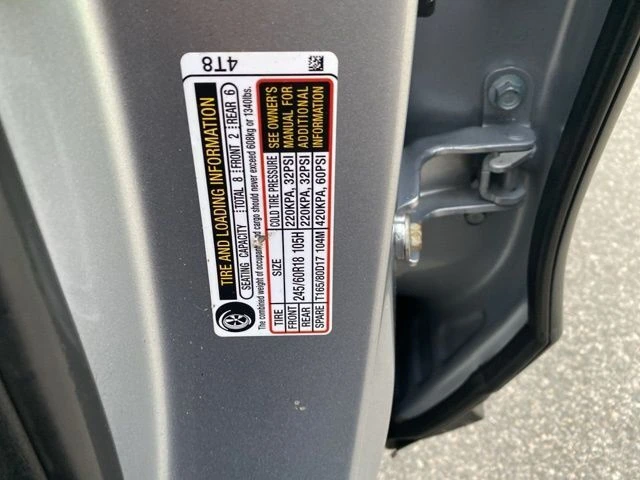 4T8
TIRE AND LOADING INFORMATION
SEATING CAPACITY TOTAL 8 FRONT 2 REAR 6
The combined weight of occupants and cargo should never exceed 608kg or 1340lbs.
TIRE SIZE COLD TIRE PRESSURE SEE OWNER'S MANUAL FOR ADDITIONAL INFORMATION
FRONT 245/60R18 105H 220KPA, 32PSI
REAR 220KPA, 32PSI
SPARE T165/80D17 104M 420KPA, 60PSI